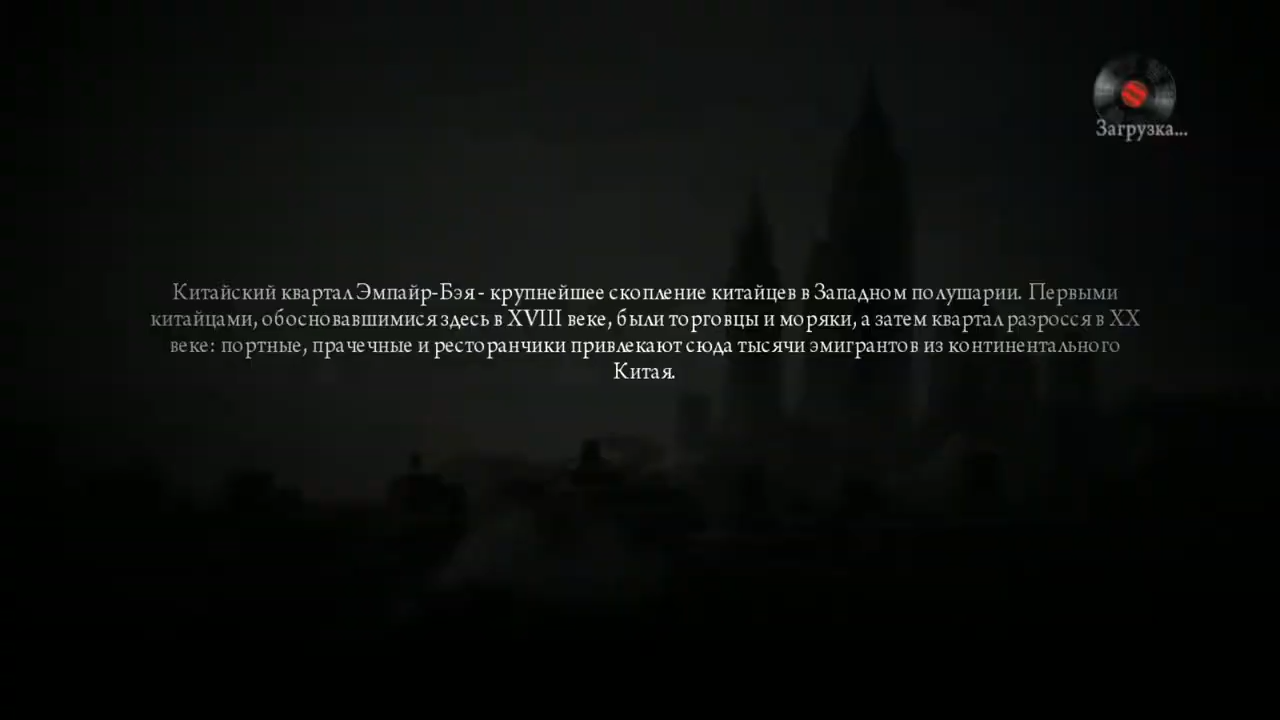 Загрузка...
Китайский квартал Эмпайр-Бэя - крупнейшее скопление китайцев в Западном полушарии. Первыми
китайцами, обосновавшимися здесь в XVIII веке, были торговцы и моряки, а затем квартал разросся в XX
веке: портные, прачечные и ресторанчики привлекают сюда тысячи эмигрантов из континентального
Китая.